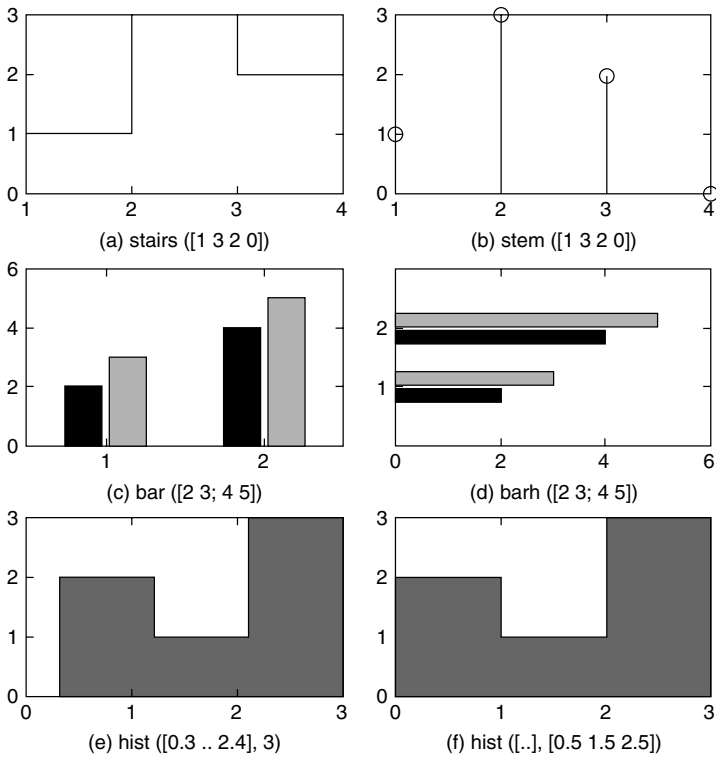 3
2
1
0
1 2 3 4
(a) stairs ([1 3 2 0])
3
2
1
0
1 2 3 4
(b) stem ([1 3 2 0])
6
4
2
0
1 2
(c) bar ([2 3; 4 5])
2
1
0 2 4 6
(d) barh ([2 3; 4 5])
3
2
1
0
0 1 2 3
(e) hist ([0.3 .. 2.4], 3)
3
2
1
0
0 1 2 3
(f) hist ([..], [0.5 1.5 2.5])